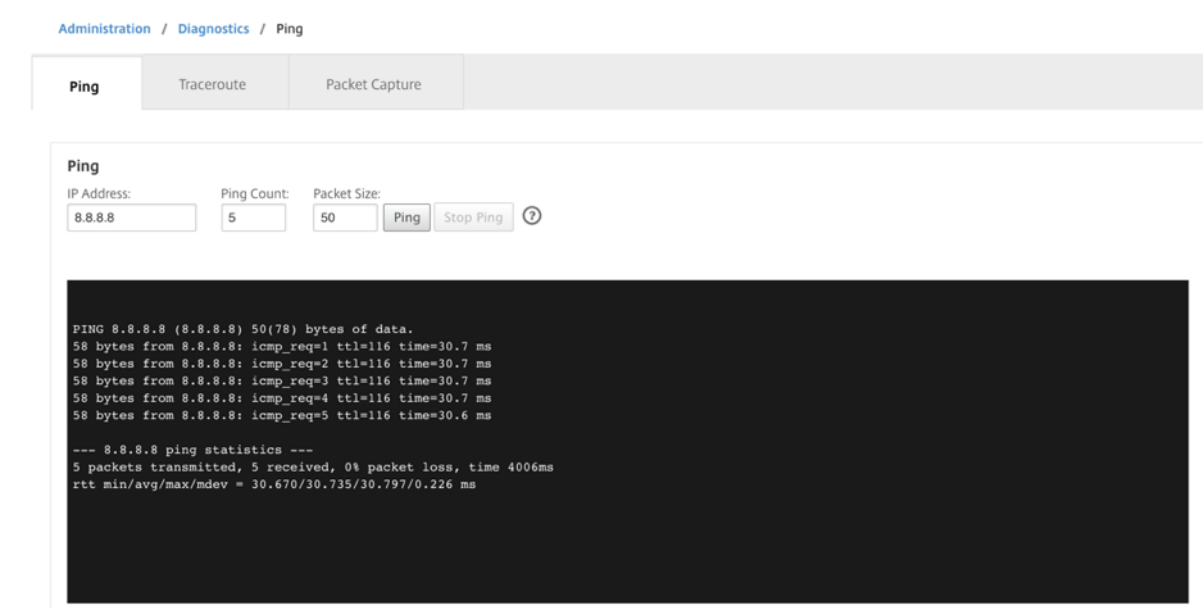 Administration / Diagnostics / Ping
Ping Traceroute Packet Capture
Ping
IP Address: Ping Count: Packet Size:
8.8.8.8 5 50 Ping Stop Ping ?
PING 8.8.8.8 (8.8.8.8) 50(78) bytes of data.
58 bytes from 8.8.8.8: icmp_req=1 ttl=116 time=30.7 ms
58 bytes from 8.8.8.8: icmp_req=2 ttl=116 time=30.7 ms
58 bytes from 8.8.8.8: icmp_req=3 ttl=116 time=30.7 ms
58 bytes from 8.8.8.8: icmp_req=4 ttl=116 time=30.7 ms
58 bytes from 8.8.8.8: icmp_req=5 ttl=116 time=30.6 ms
--- 8.8.8.8 ping statistics ---
5 packets transmitted, 5 received, 0% packet loss, time 4006ms
rtt min/avg/max/mdev = 30.670/30.735/30.797/0.226 ms